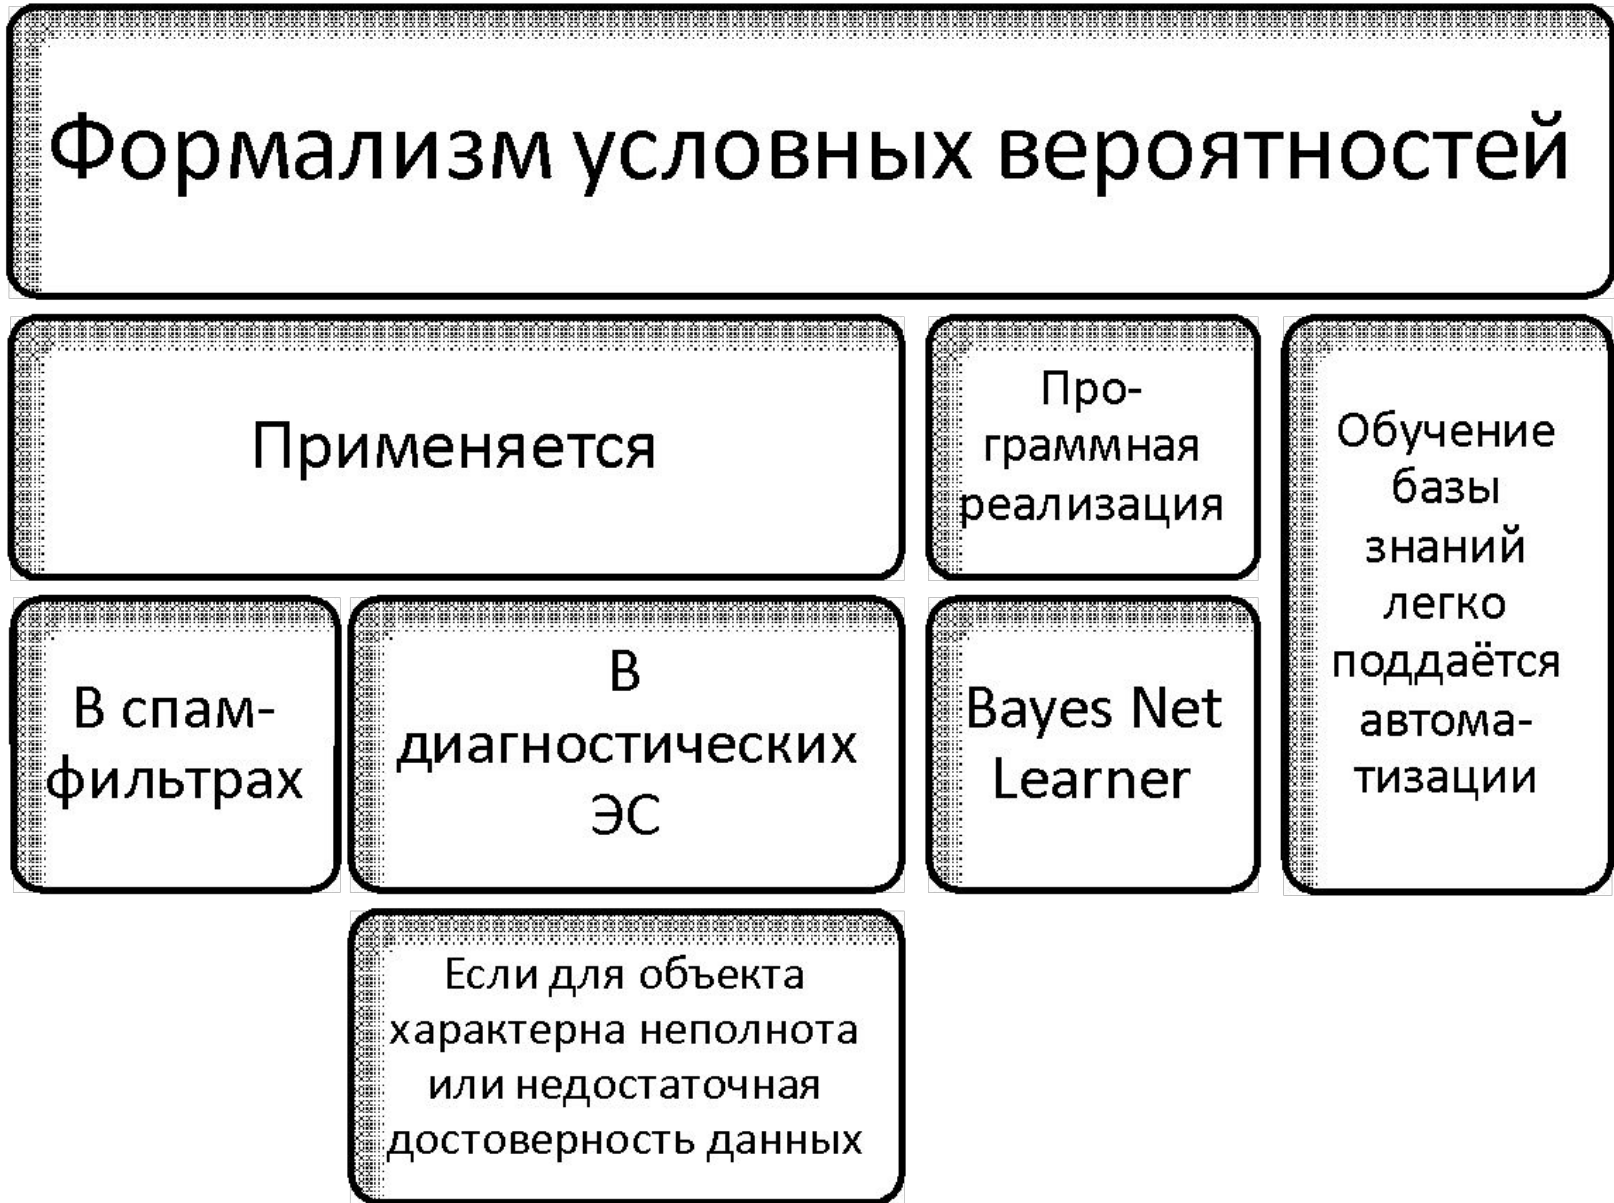 Формализм условных вероятностей
Применяется
Про-
граммная
реализация
Обучение
базы
знаний
легко
поддаётся
автома-
тизации
В спам-
фильтрах
В
диагностических
ЭС
Bayes Net
Learner
Если для объекта
характерна неполнота
или недостаточная
достоверность данных